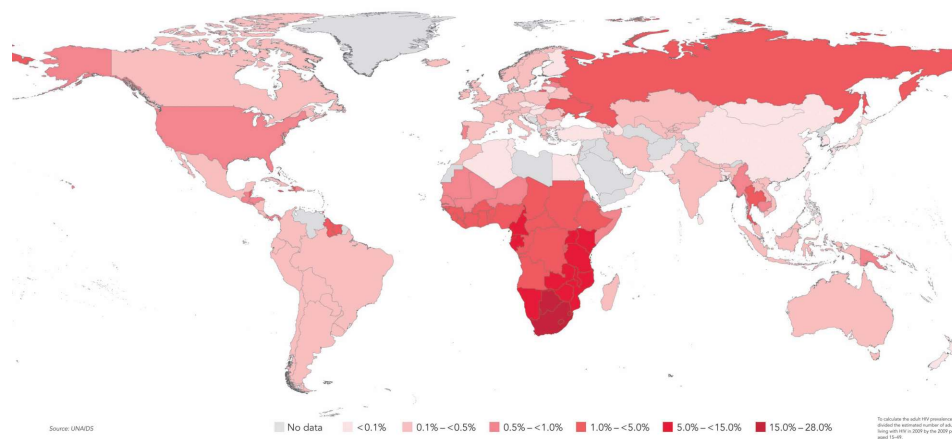 Source: UNAIDS
No data
<0.1%
0.1%–<0.5%
0.5%–<1.0%
1.0%–<5.0%
5.0%–<15.0%
15.0%–28.0%
To calculate the adult HIV prevalence
divided the estimated number of
living with HIV in 2009 by the 2009
aged 15–49.